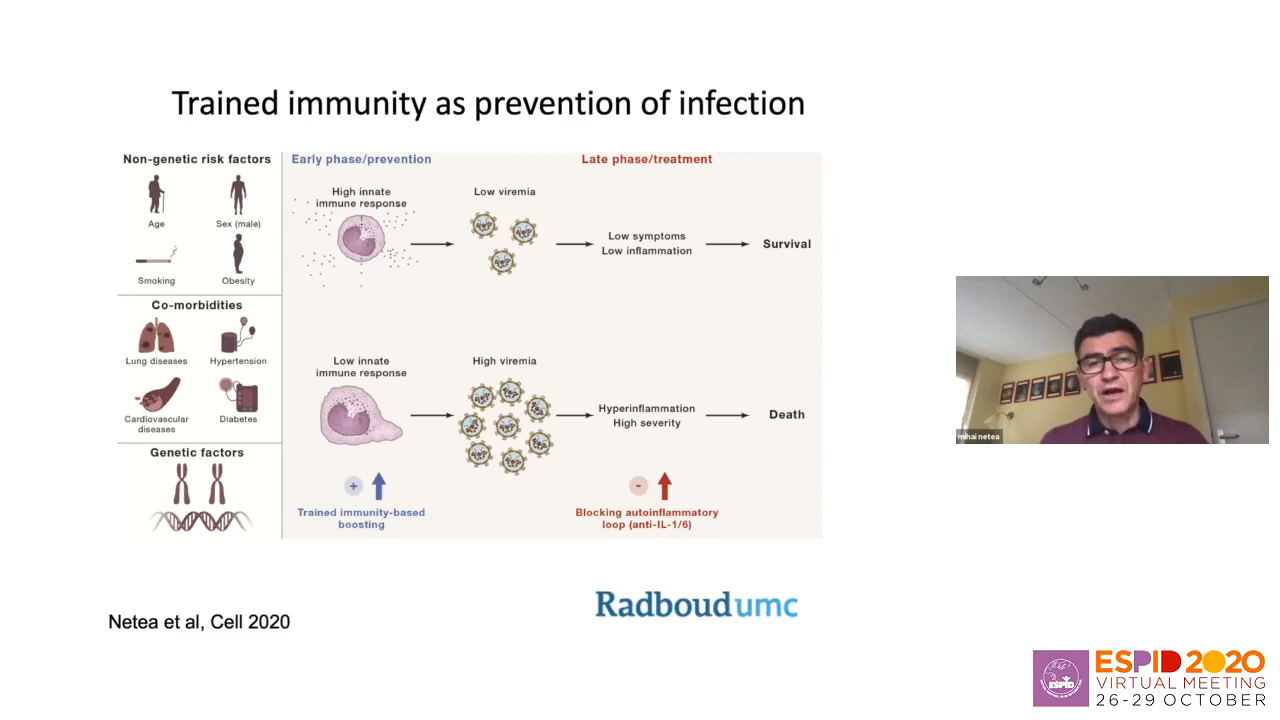 Trained immunity as prevention of infection
Non-genetic risk factors
Age
Sex (male)
Smoking
Obesity
Co-morbidities
Lung diseases
Hypertension
Cardiovascular
diseases
Diabetes
Genetic factors
Early phase/prevention
Late phase/treatment
High innate
immune response
Low viremia
Low symptoms
Low inflammation
Survival
Low innate
immune response
High viremia
Hyperinflammation
High severity
Death
+
Trained immunity-based
boosting
-
Blocking autoinflammatory
loop (anti-IL-1/6)
Netea et al, Cell 2020
Radboudumc
mihai netea
ESPID
ESPID 2020
VIRTUAL MEETING
26-29 OCTOBER